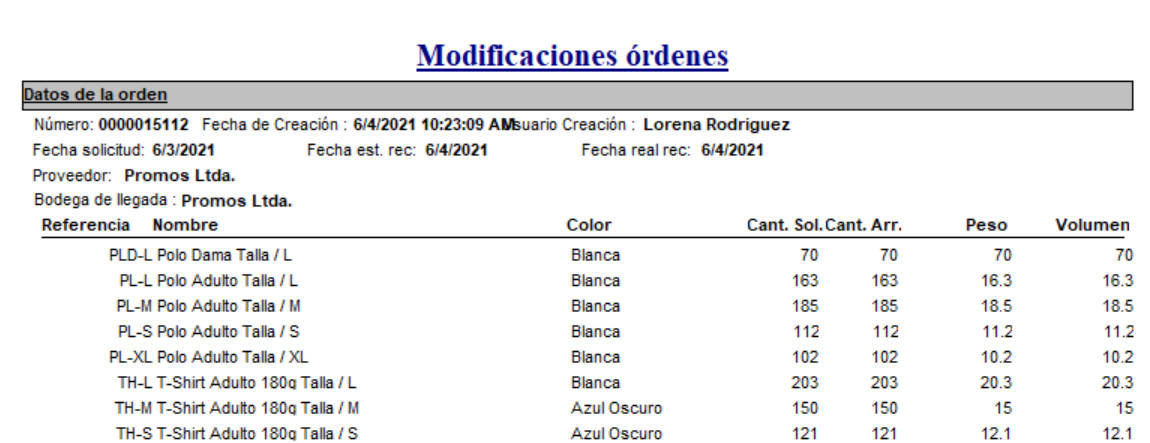 Modificaciones órdenes
Datos de la orden
Número: 0000015112 Fecha de Creación : 6/4/2021 10:23:09 AM Usuario Creación : Lorena Rodriguez
Fecha solicitud: 6/3/2021 Fecha est. rec: 6/4/2021 Fecha real rec: 6/4/2021
Proveedor: Promos Ltda.
Bodega de llegada : Promos Ltda.
Referencia Nombre Color Cant. Sol. Cant. Arr. Peso Volumen
PLD-L Polo Dama Talla / L Blanca 70 70 70 70
PL-L Polo Adulto Talla / L Blanca 163 163 16.3 16.3
PL-M Polo Adulto Talla / M Blanca 185 185 18.5 18.5
PL-S Polo Adulto Talla / S Blanca 112 112 11.2 11.2
PL-XL Polo Adulto Talla / XL Blanca 102 102 10.2 10.2
TH-L T-Shirt Adulto 180g Talla / L Blanca 203 203 20.3 20.3
TH-M T-Shirt Adulto 180g Talla / M Azul Oscuro 150 150 15 15
TH-S T-Shirt Adulto 180g Talla / S Azul Oscuro 121 121 12.1 12.1